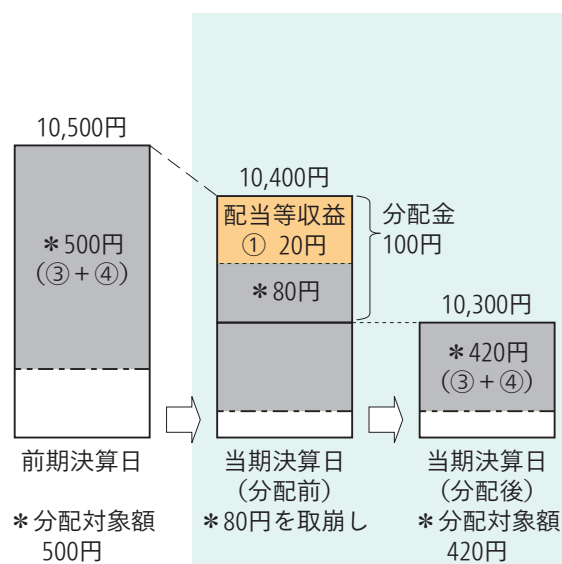 10,500円
＊500円
（③＋④）
前期決算日
＊分配対象額
500円
10,400円
配当等収益
① 20円
＊80円
分配金
100円
当期決算日
（分配前）
＊80円を取崩し
10,300円
＊420円
（③＋④）
当期決算日
（分配後）
＊分配対象額
420円